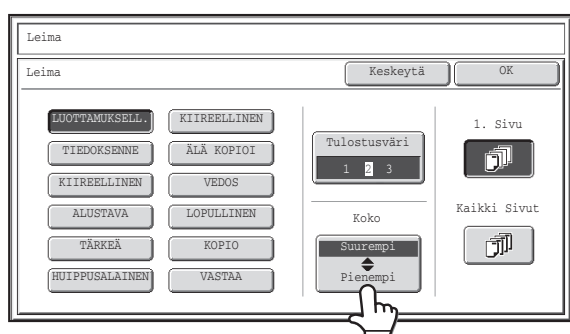 Leima
Leima
Keskeytä
OK
LUOTTAMUKSELL.
KIIREELLINEN
TIEDOKSENNE
ÄLÄ KOPIOI
KIIREELLINEN
VEDOS
ALUSTAVA
LOPULLINEN
TÄRKEÄ
KOPIO
HUIPPUSALAINEN
VASTAA
Tulostusväri
1 2 3
Koko
Suurempi
Pienempi
1. Sivu
Kaikki Sivut